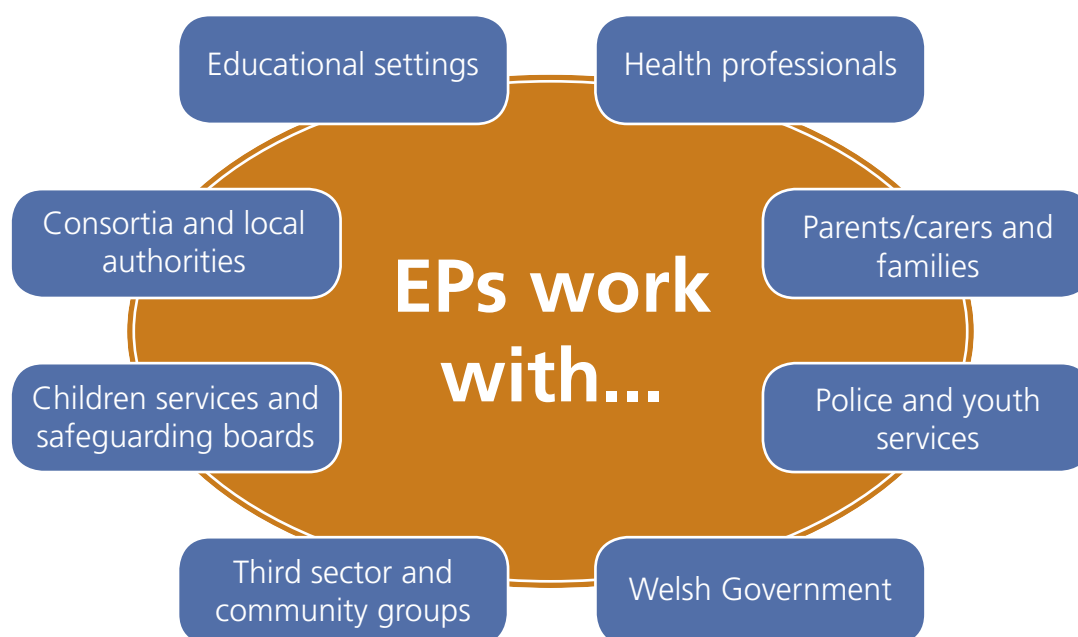 Educational settings
Health professionals
Consortia and local
authorities
Parents/carers and
families
EPs work
with...
Children services and
safeguarding boards
Police and youth
services
Third sector and
community groups
Welsh Government